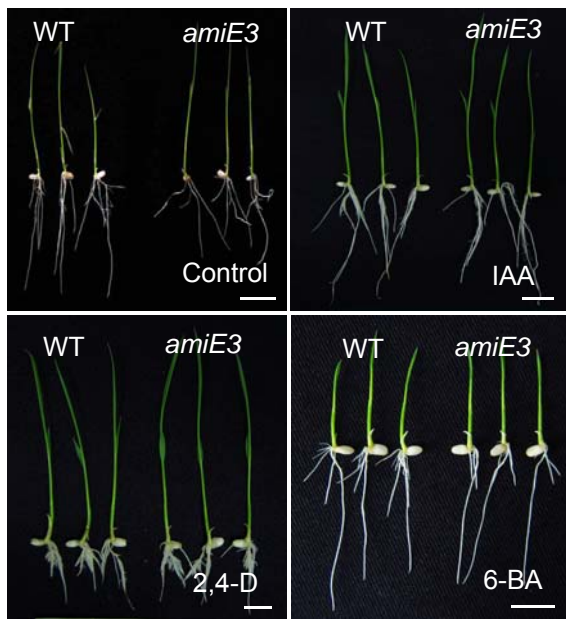 WT amiE3
Control
WT amiE3
IAA
WT amiE3
2,4-D
WT amiE3
6-BA